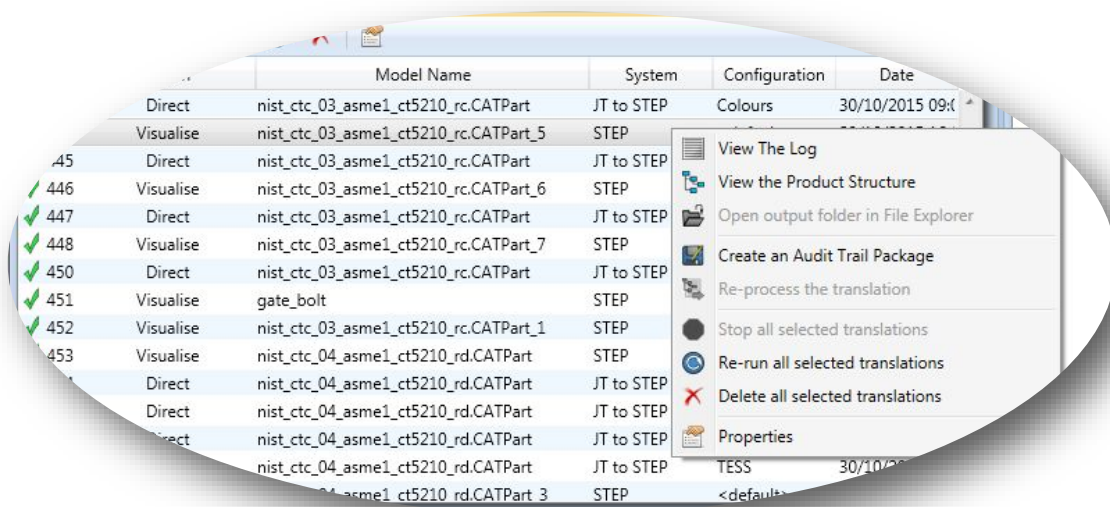 Model Name System Configuration Date
Direct nist_ctc_03_asme1_ct5210_rc.CATPart JT to STEP Colours 30/10/2015 09:0
Visualise nist_ctc_03_asme1_ct5210_rc.CATPart_5 STEP
445 Direct nist_ctc_03_asme1_ct5210_rc.CATPart JT to STEP
View The Log
446 Visualise nist_ctc_03_asme1_ct5210_rc.CATPart_6 STEP
View the Product Structure
447 Direct nist_ctc_03_asme1_ct5210_rc.CATPart JT to STEP
Open output folder in File Explorer
448 Visualise nist_ctc_03_asme1_ct5210_rc.CATPart_7 STEP
Create an Audit Trail Package
450 Direct nist_ctc_03_asme1_ct5210_rc.CATPart JT to STEP
Re-process the translation
451 Visualise gate_bolt STEP
452 Visualise nist_ctc_03_asme1_ct5210_rc.CATPart_1 STEP
Stop all selected translations
453 Visualise nist_ctc_04_asme1_ct5210_rd.CATPart STEP
Re-run all selected translations
Direct nist_ctc_04_asme1_ct5210_rd.CATPart JT to STEP
Delete all selected translations
Direct nist_ctc_04_asme1_ct5210_rd.CATPart JT to STEP
Direct nist_ctc_04_asme1_ct5210_rd.CATPart JT to STEP
Properties
nist_ctc_04_asme1_ct5210_rd.CATPart JT to STEP TESS 30/10/
04_asme1_ct5210_rd.CATPart_3 STEP <default>